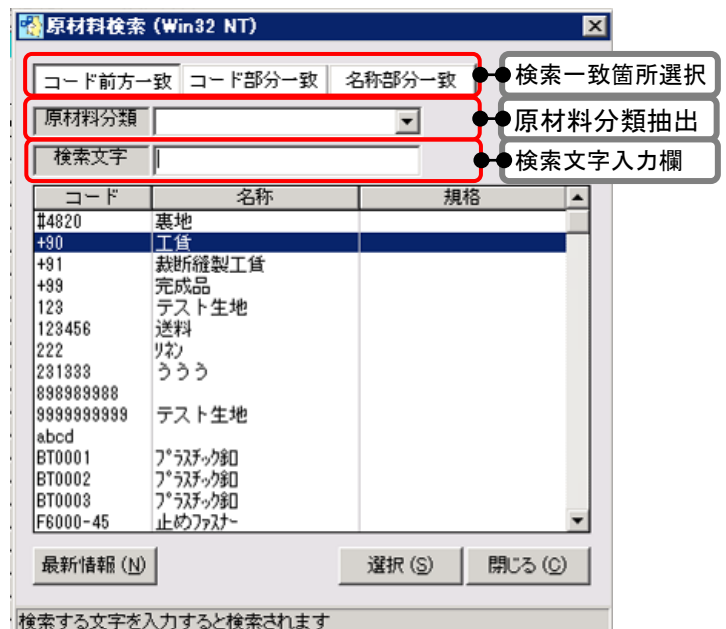 原材料検索 (Win32 NT)
コード前方一致 コード部分一致 名称部分一致 検索一致箇所選択
原材料分類 原材料分類抽出
検索文字 検索文字入力欄
コード 名称 規格
#4820 裏地
+90 工賃
+91 裁断縫製工賃
+99 完成品
123 テスト生地
123456 送料
222 ﾘﾈﾝ
231333 ううう
898989988
9999999999 テスト生地
abcd
BT0001 ﾌﾟﾗｽﾁｯｸ釦
BT0002 ﾌﾟﾗｽﾁｯｸ釦
BT0003 ﾌﾟﾗｽﾁｯｸ釦
F6000-45 止めﾌｧｽﾅｰ
最新情報(N) 選択(S) 閉じる(C)
検索する文字を入力すると検索されます